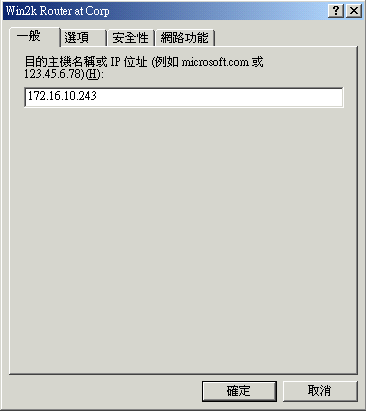 Win2k Router at Corp
一般 選項 安全性 網路功能
目的主機名稱或 IP 位址 (例如 microsoft.com 或
123.45.6.78)(H):
172.16.10.243
確定 取消